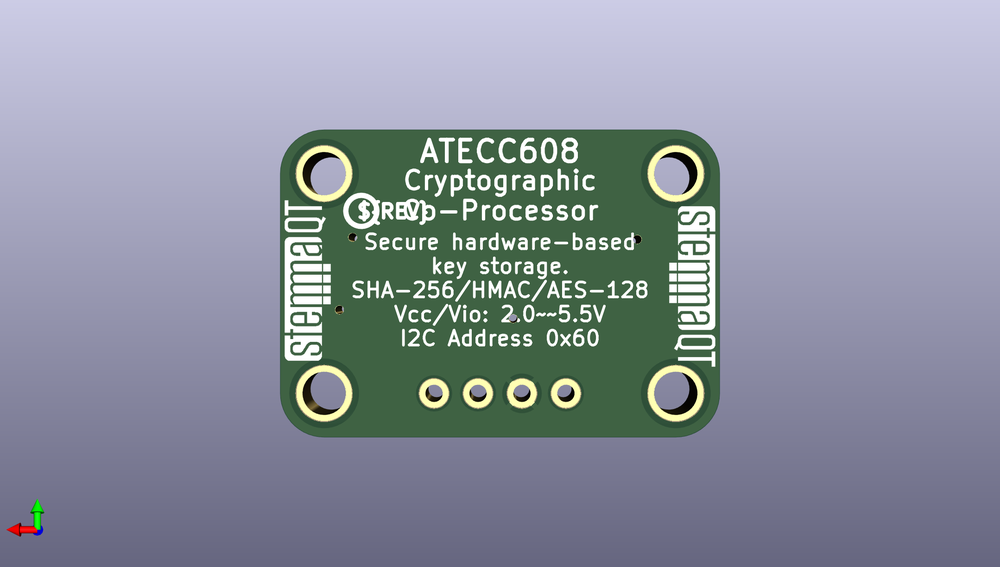 ATECC608
Cryptographic
Co-Processor
${REV}
Secure hardware-based
key storage.
SHA-256/HMAC/AES-128
Vcc/Vio: 2.0~~5.5V
I2C Address 0x60
stemmaQT
stemmaQT